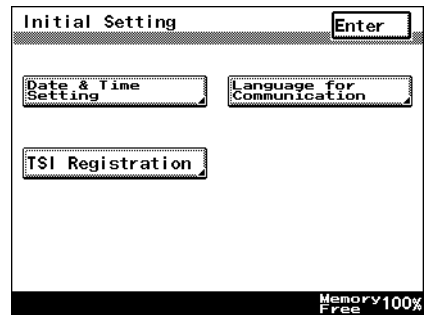 Initial Setting
Enter
Date & Time
Setting
Language for
Communication
TSI Registration
Memory
Free
100%